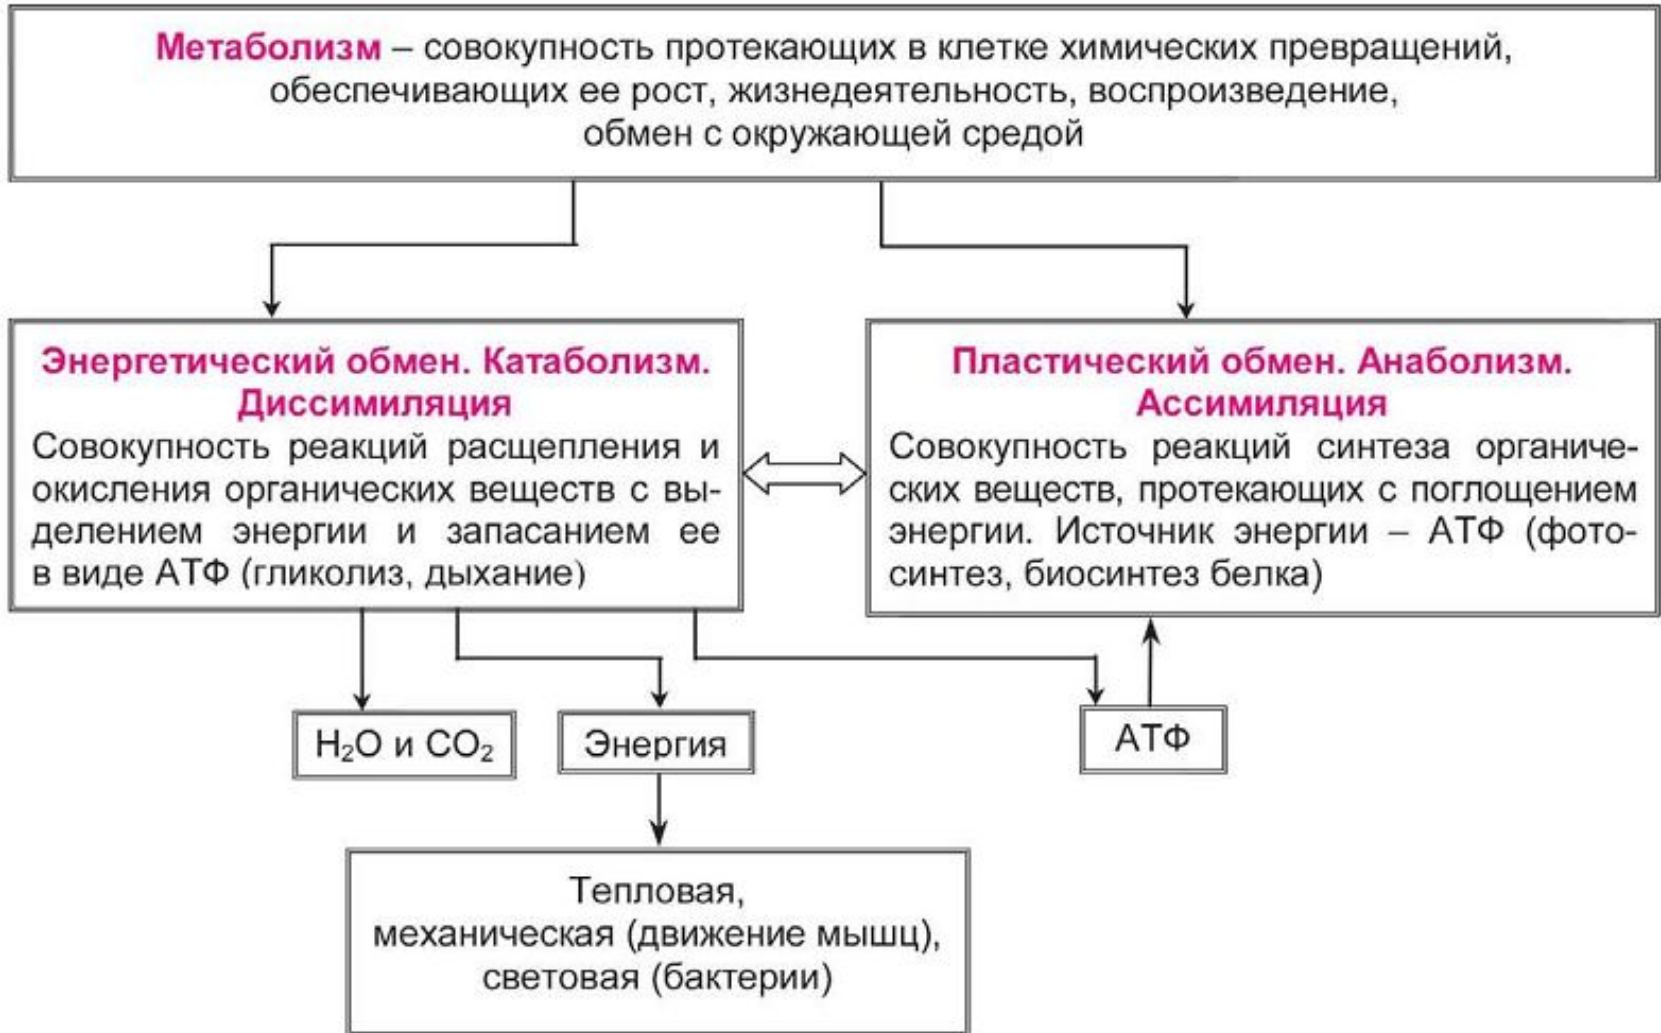 Метаболизм – совокупность протекающих в клетке химических превращений,
обеспечивающих ее рост, жизнедеятельность, воспроизведение,
обмен с окружающей средой
Энергетический обмен. Катаболизм.
Диссимиляция
Совокупность реакций расщепления и
окисления органических веществ с вы-
делением энергии и запасанием ее
в виде АТФ (гликолиз, дыхание)
Пластический обмен. Анаболизм.
Ассимиляция
Совокупность реакций синтеза органиче-
ских веществ, протекающих с поглощением
энергии. Источник энергии – АТФ (фото-
синтез, биосинтез белка)
H₂O и CO₂
Энергия
АТФ
Тепловая,
механическая (движение мышц),
световая (бактерии)